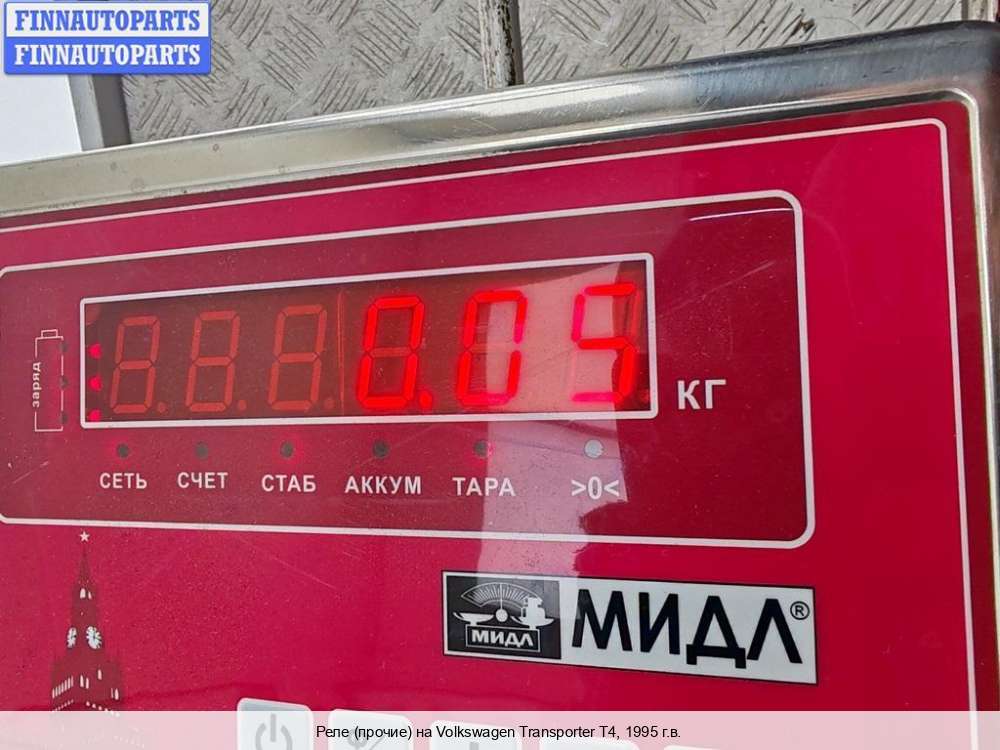 FINNAUTOPARTS
FINNAUTOPARTS
0.05
КГ
заряд
СЕТЬ СЧЕТ СТАБ АККУМ ТАРА >0<
МИДЛ
МИДЛ®
Реле (прочие) на Volkswagen Transporter T4, 1995 г.в.